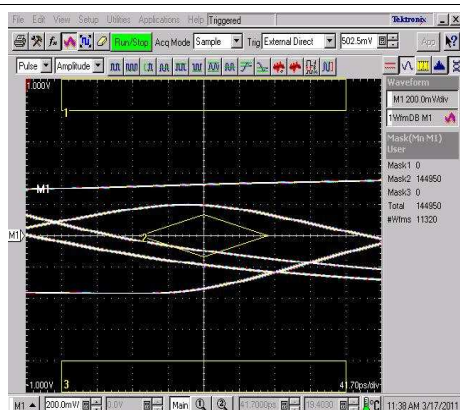 File Edit View Setup Utilities Applications Help Triggered Tektronix
Run/Stop Acq Mode Sample Trig External Direct 502.5mV App
Pulse Amplitude
1.000V
1
Waveform
M1 200.0mV/div
1WfmDB M1
Mask(Mn M1)
User
Mask1 0
Mask2 144950
Mask3 0
Total 144950
#Wfms 11320
M1
M1
2
-1.000V
3
41.70ps/div
M1 200.0mV 0.0V Main 1 2 41.7000ps 11:38 AM 3/17/2011